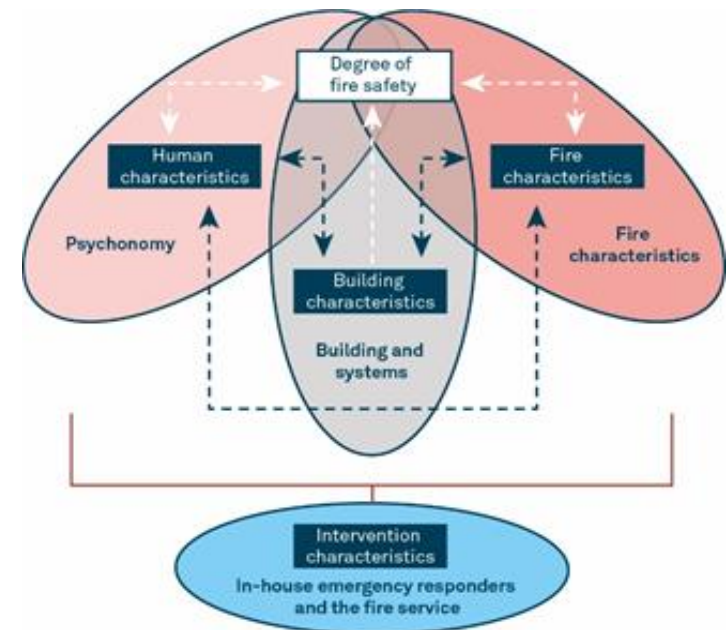 Degree of
fire safety
Human
characteristics
Fire
characteristics
Psychonomy
Fire
characteristics
Building
characteristics
Building and
systems
Intervention
characteristics
In-house emergency responders
and the fire service